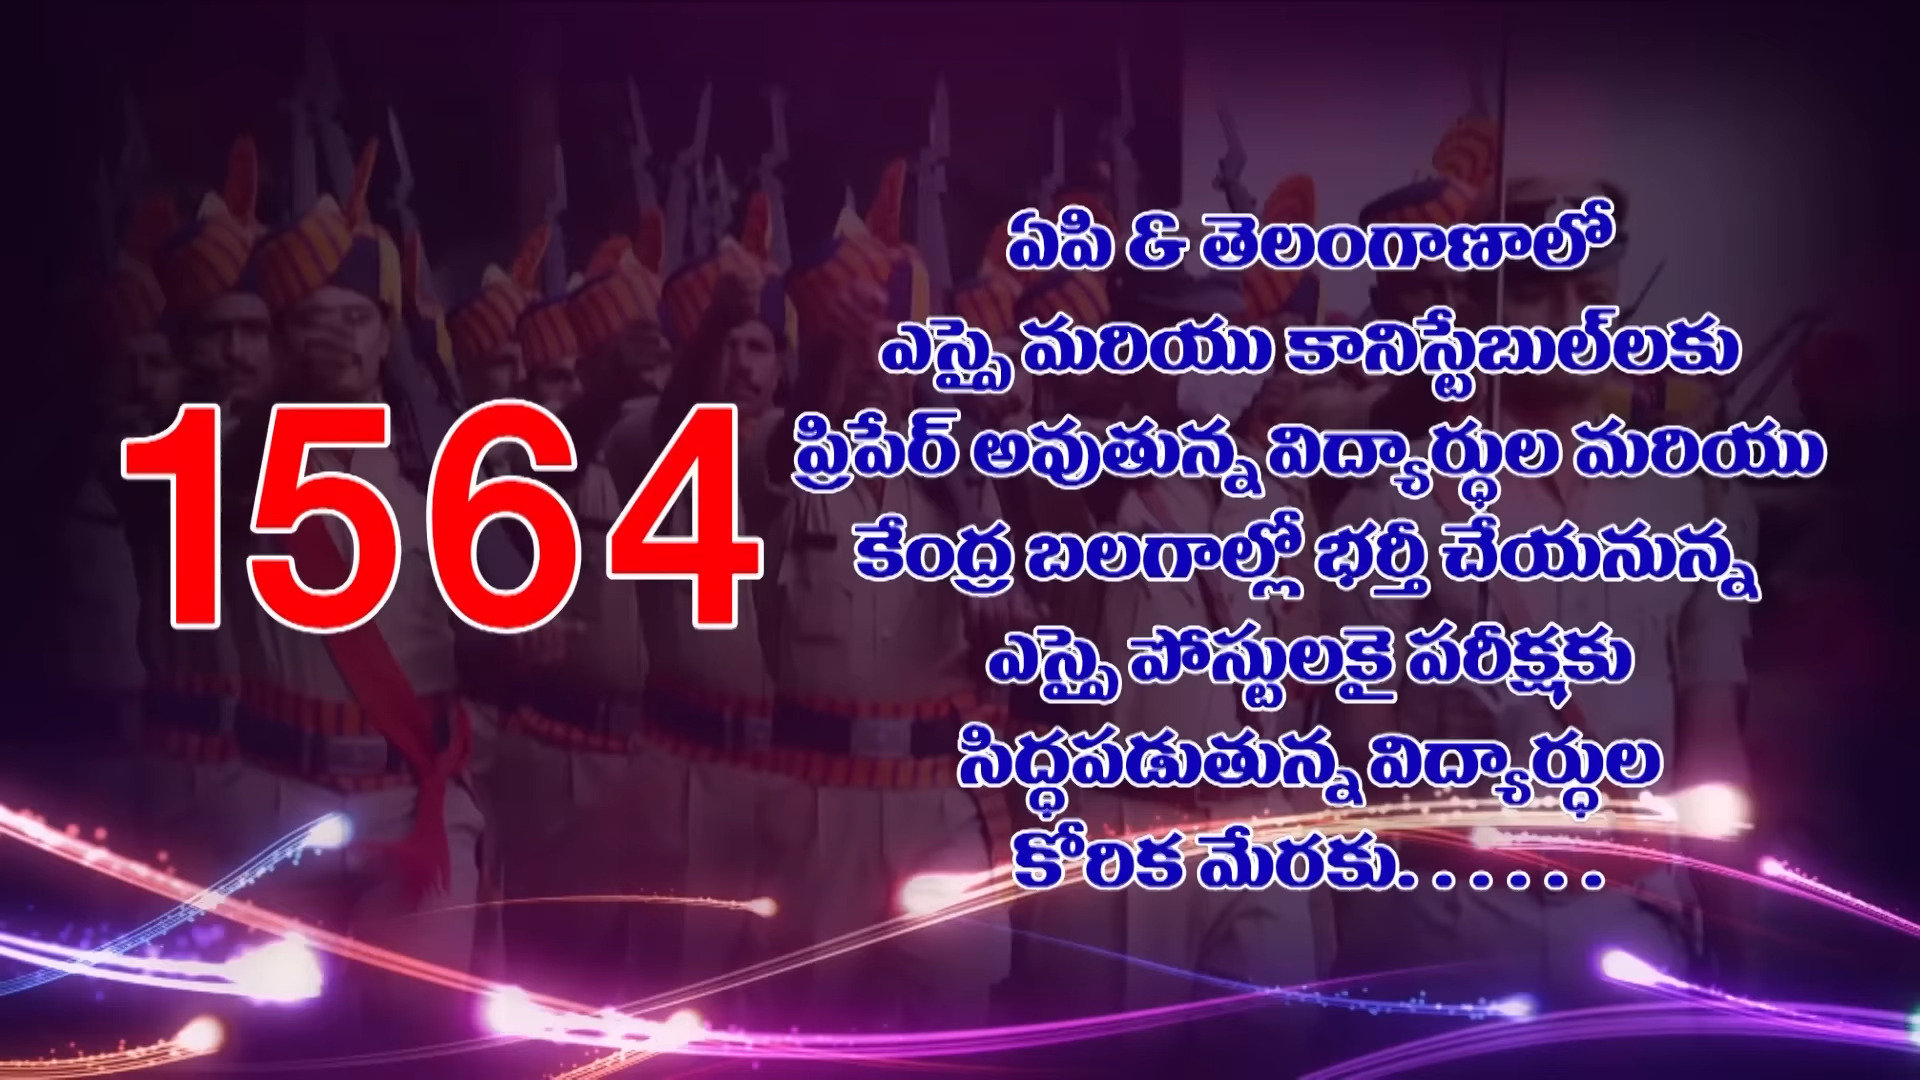 1564
ఏపి & తెలంగాణాలో
ఎస్పై మరియు కానిస్టేబుల్‌లకు
ప్రిపేర్ అవుతున్న విద్యార్థుల మరియు
కేంద్ర బలగాల్లో భర్తీ చేయనున్న
ఎస్పై పోస్టులకై పరీక్షకు
సిద్ధపడుతున్న విద్యార్థుల
కోరిక మేరకు......